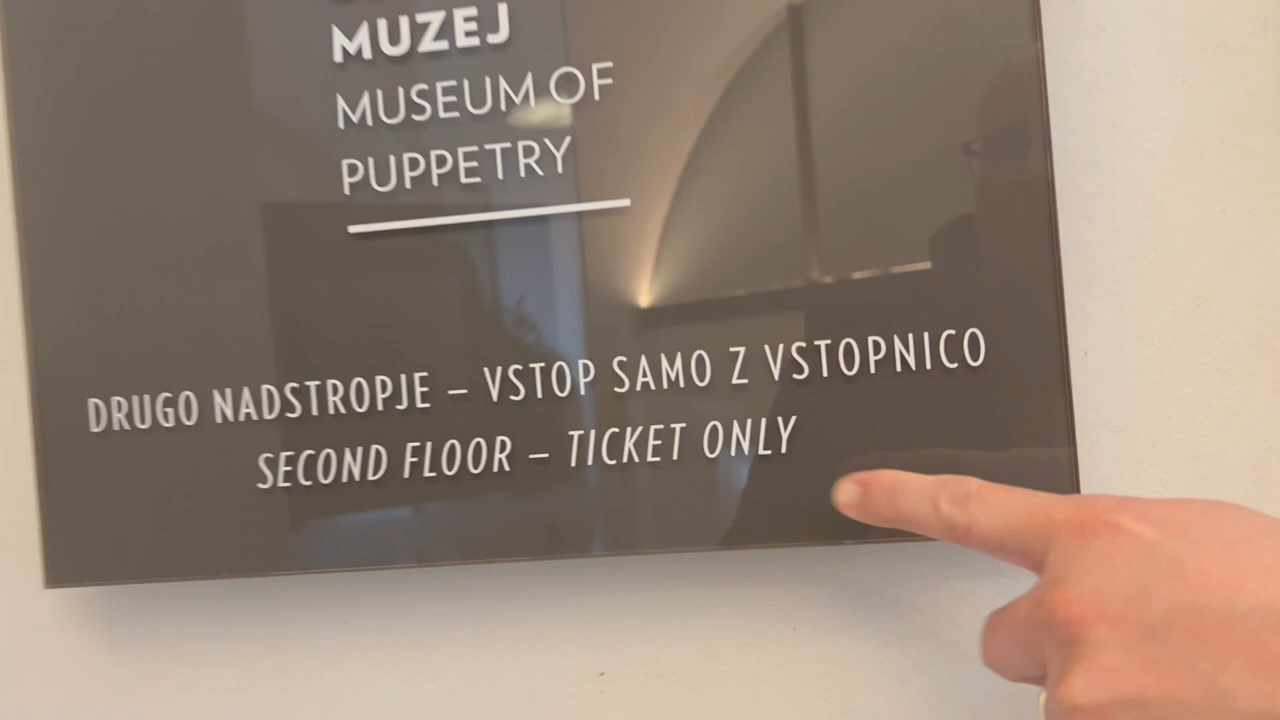 MUZEJ
MUSEUM OF
PUPPETRY
DRUGO NADSTROPJE – VSTOP SAMO Z VSTOPNICO
SECOND FLOOR – TICKET ONLY